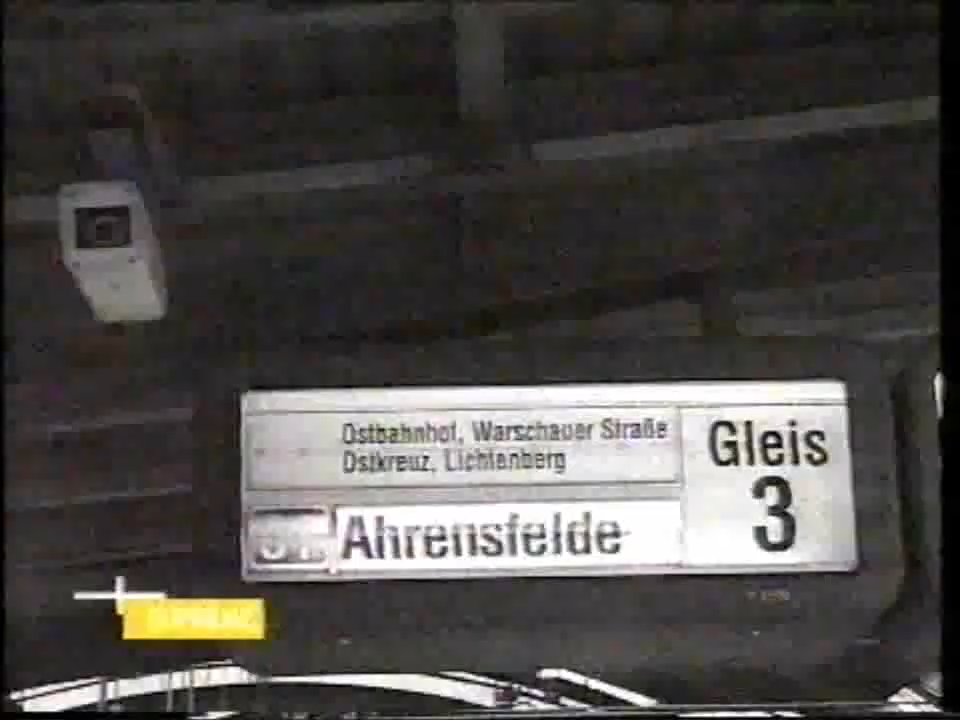 Ostbahnhof, Warschauer Straße
Ostkreuz, Lichtenberg
Gleis
3
Ahrensfelde